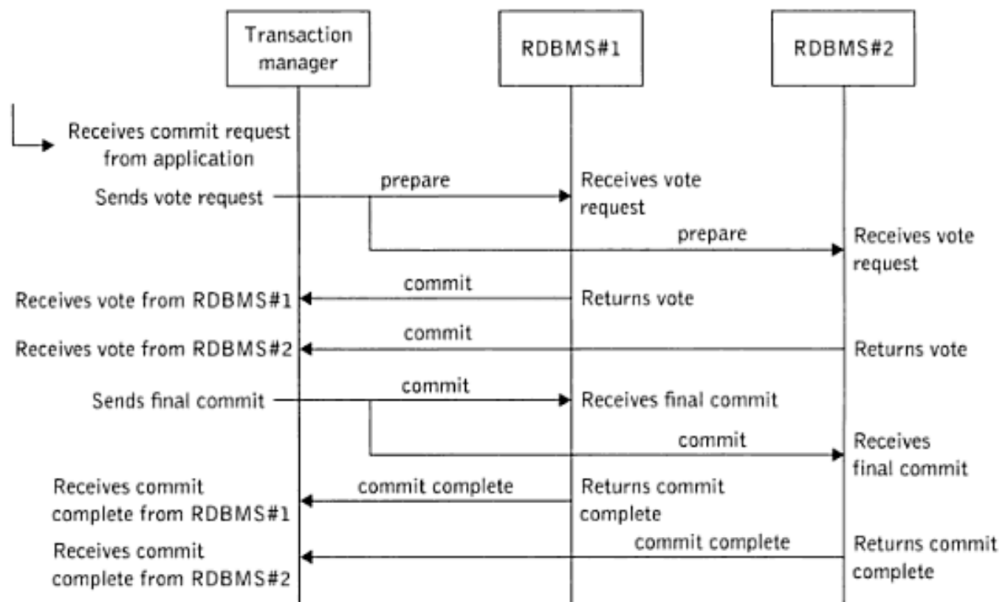 Transaction
manager
RDBMS#1
RDBMS#2
Receives commit request
from application
Sends vote request
prepare
Receives vote
request
prepare
Receives vote
request
Receives vote from RDBMS#1
commit
Returns vote
Receives vote from RDBMS#2
commit
Returns vote
Sends final commit
commit
Receives final commit
commit
Receives
final commit
Receives commit
complete from RDBMS#1
commit complete
Returns commit
complete
Receives commit
complete from RDBMS#2
commit complete
Returns commit
complete